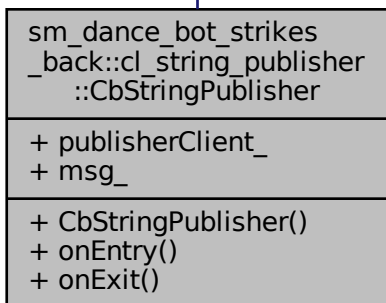 sm_dance_bot_strikes
_back::cl_string_publisher
::CbStringPublisher
+ publisherClient_
+ msg_
+ CbStringPublisher()
+ onEntry()
+ onExit()